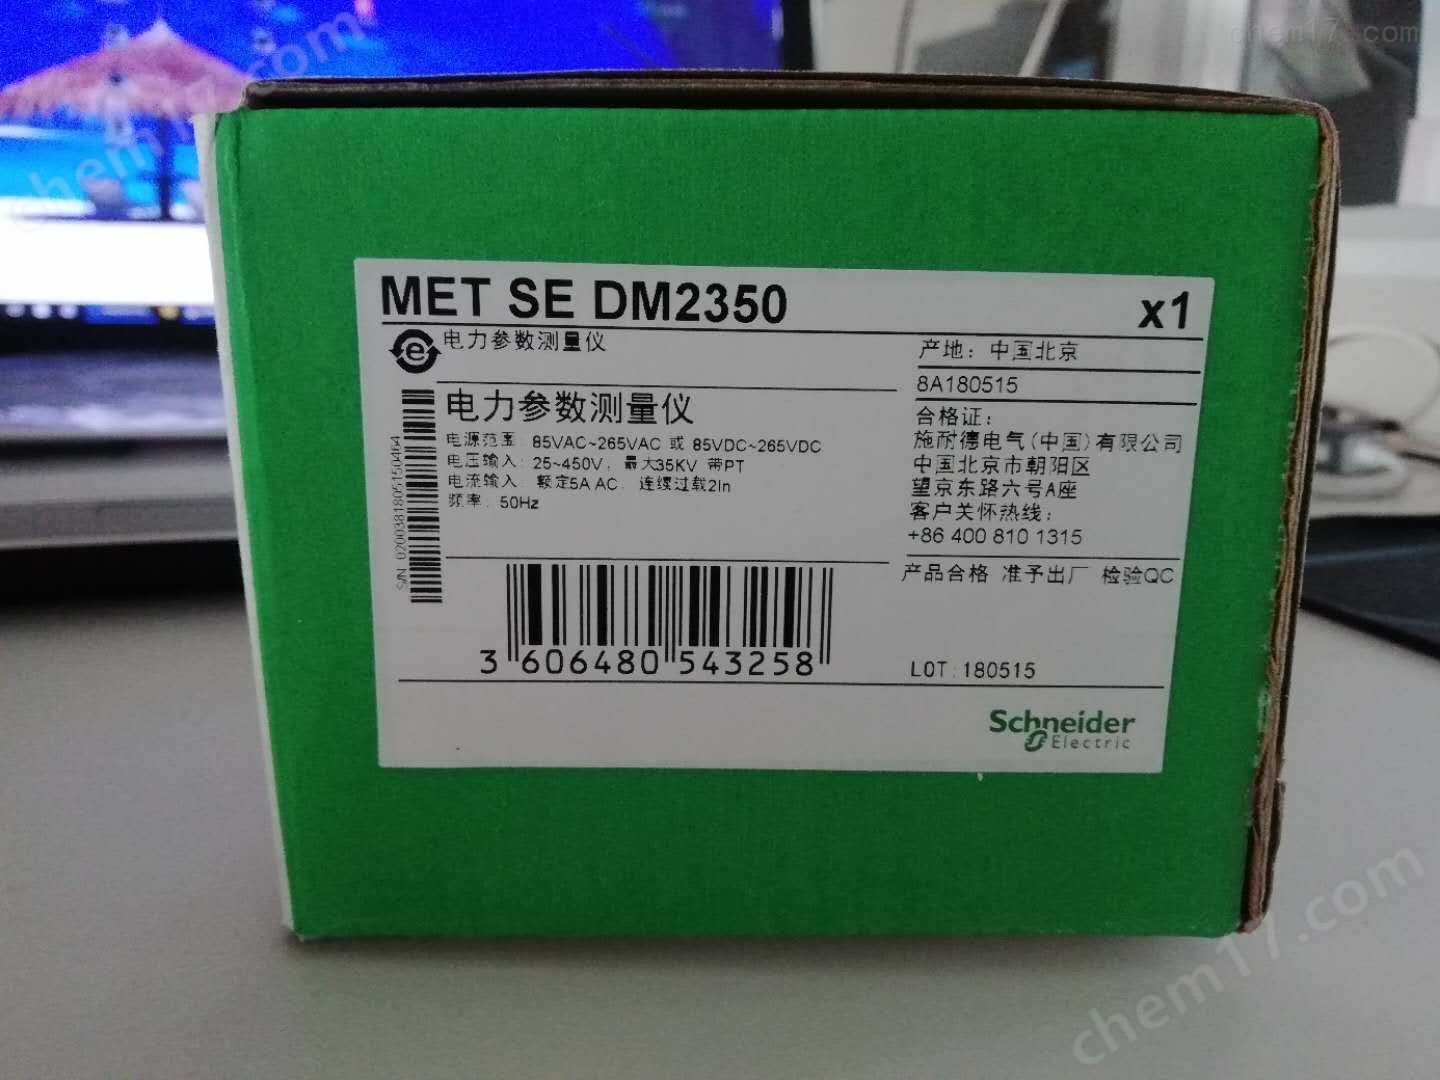 MET SE DM2350
x1
电力参数测量仪
产地：中国北京
8A180515
电力参数测量仪
电源范围：85VAC~265VAC 或 85VDC~265VDC
电压输入：25~450V，最大35KV 带PT
电流输入：额定5A AC，连续过载2In
频率：50Hz
合格证：
施耐德电气(中国)有限公司
中国北京市朝阳区
望京东路六号A座
客户关怀热线：
+86 400 810 1315
产品合格 准予出厂 检验QC
S/N 0200381805150464
3 606480 543258
LOT:180515
Schneider
Electric
chem17.com
chem17.com
chem17.com